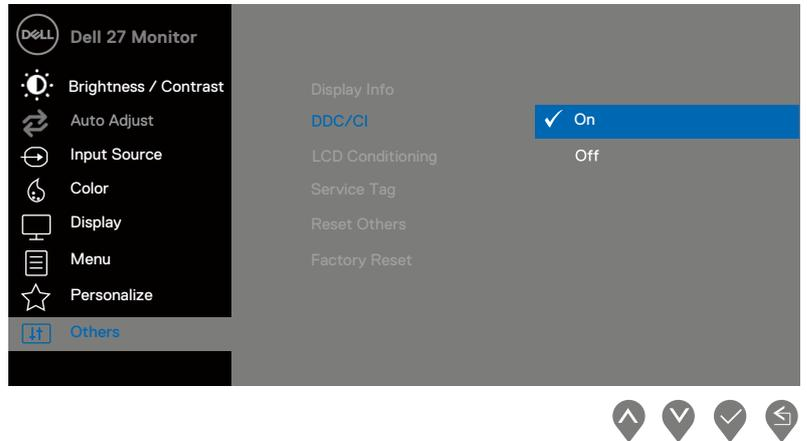 DELL
Dell 27 Monitor
Brightness / Contrast
Auto Adjust
Input Source
Color
Display
Menu
Personalize
Others
Display Info
DDC/CI
LCD Conditioning
Service Tag
Reset Others
Factory Reset
On
Off